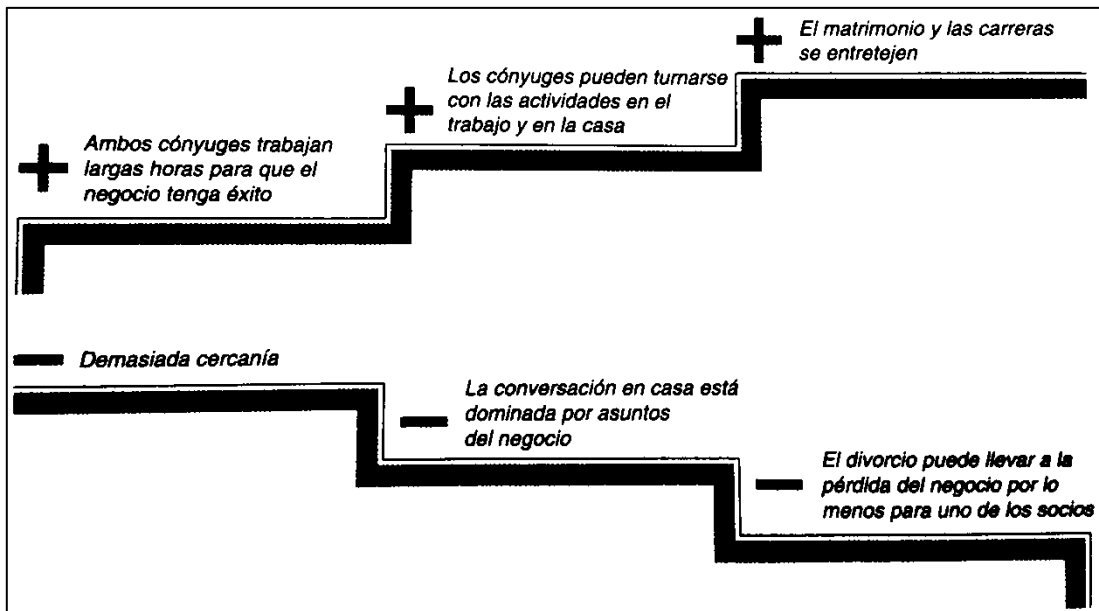 El matrimonio y las carreras
se entretejen
Los cónyuges pueden turnarse
con las actividades en el
trabajo y en la casa
Ambos cónyuges trabajan
largas horas para que el
negocio tenga éxito
Demasiada cercanía
La conversación en casa está
dominada por asuntos
del negocio
El divorcio puede llevar a la
pérdida del negocio por lo
menos para uno de los socios